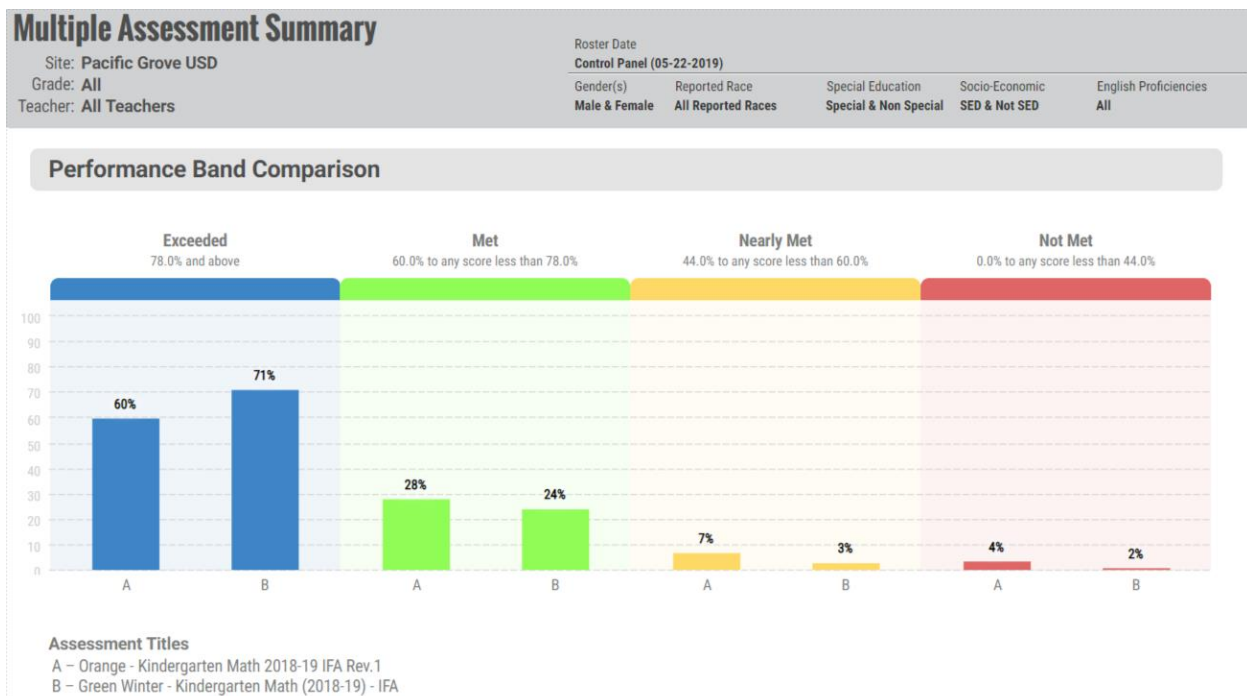 Multiple Assessment Summary
Site: Pacific Grove USD
Grade: All
Teacher: All Teachers
Roster Date
Control Panel (05-22-2019)
Gender(s) Reported Race Special Education Socio-Economic English Proficiencies
Male & Female All Reported Races Special & Non Special SED & Not SED All
Performance Band Comparison
Exceeded Met Nearly Met Not Met
78.0% and above 60.0% to any score less than 78.0% 44.0% to any score less than 60.0% 0.0% to any score less than 44.0%
100
90
80
71%
70
60%
60
50
40
30
28% 24%
20
10
7% 3% 4% 2%
0
A B A B A B A B
Assessment Titles
A – Orange - Kindergarten Math 2018-19 IFA Rev.1
B – Green Winter - Kindergarten Math (2018-19) - IFA